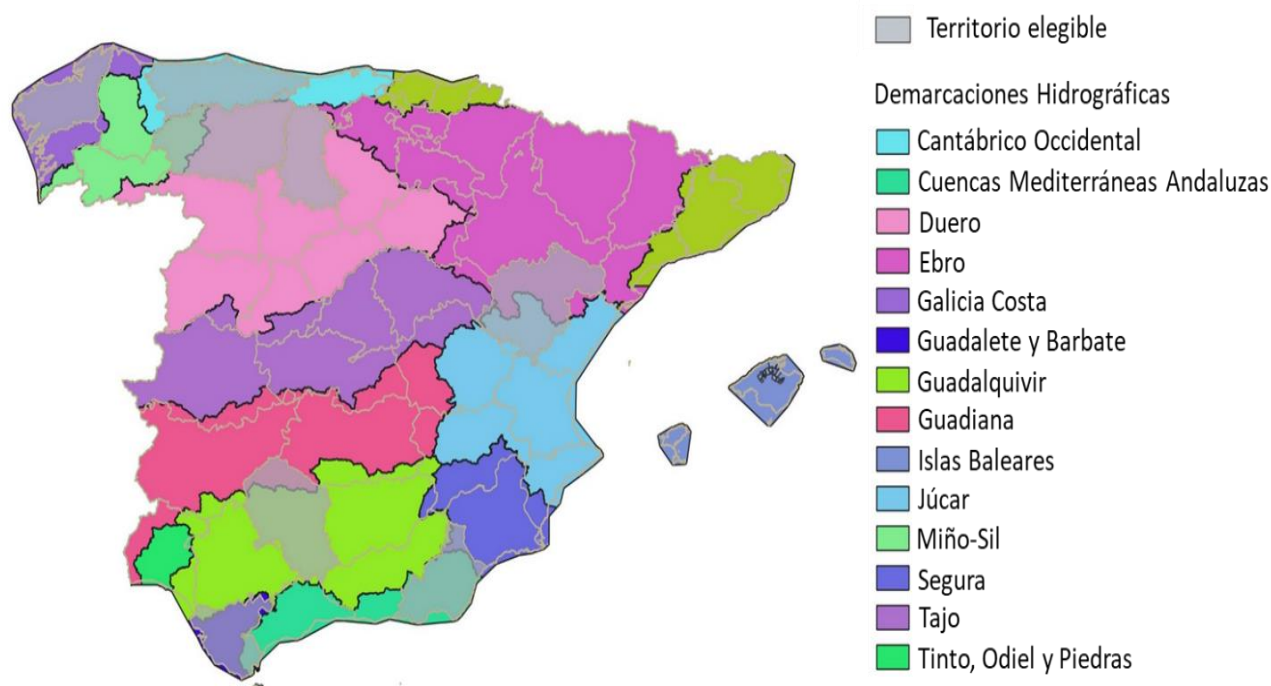 Territorio elegible
Demarcaciones Hidrográficas
Cantábrico Occidental
Cuencas Mediterráneas Andaluzas
Duero
Ebro
Galicia Costa
Guadalete y Barbate
Guadalquivir
Guadiana
Islas Baleares
Júcar
Miño-Sil
Segura
Tajo
Tinto, Odiel y Piedras